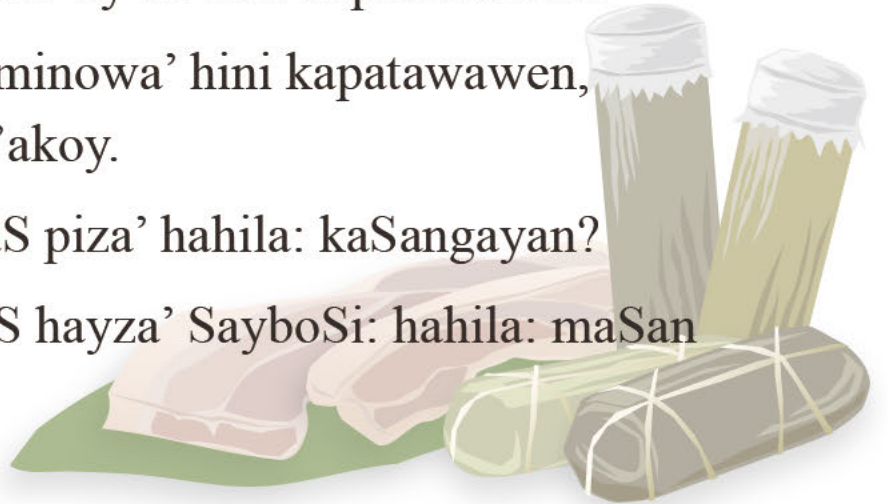 minowa’ hini kapatawawen,
’akoy.
S piza’ hahila: kaSangayan?
S hayza’ SayboSi: hahila: maSan